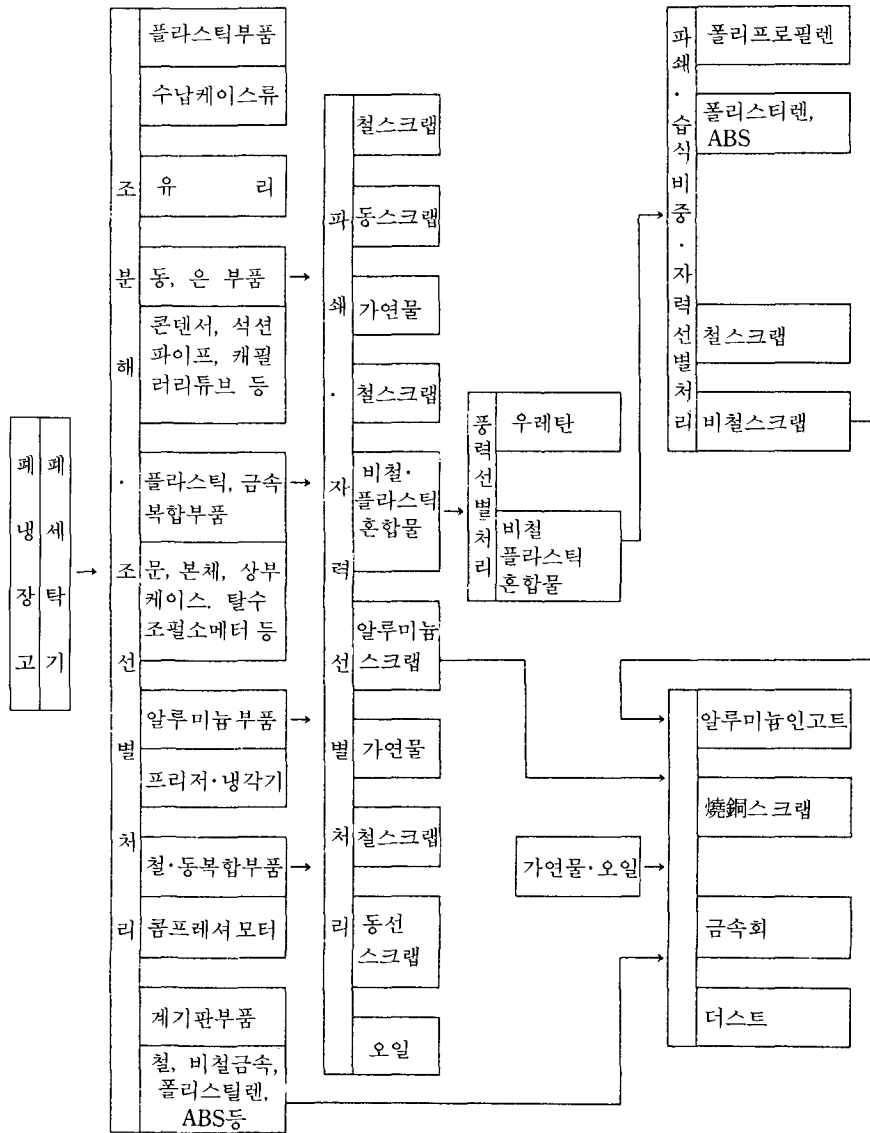 폐냉장고
폐세탁기
→
조분해·조선별처리
플라스틱부품
수납케이스류
유 리
동, 은 부품 →
콘덴서, 석션
파이프, 캐필
러리튜브 등
플라스틱, 금속 →
복합부품
문, 본체, 상부
케이스. 탈수
조펄소메터 등
알루미늄부품 →
프리저·냉각기
철·동복합부품 →
콤프레셔모터
계기판부품
철, 비철금속,
폴리스틸렌,
ABS등
파쇄·자력선별처리
철스크랩
동스크랩
가연물
철스크랩
비철·
플라스틱
혼합물
알루미늄
스크랩
가연물
철스크랩
동선
스크랩
오일
풍력선별처리
우레탄
비철
플라스틱
혼합물
파쇄·습식비중·자력선별처리
폴리프로필렌
폴리스티렌,
ABS
철스크랩
비철스크랩
가연물·오일
알루미늄인고트
燒銅스크랩
금속회
더스트